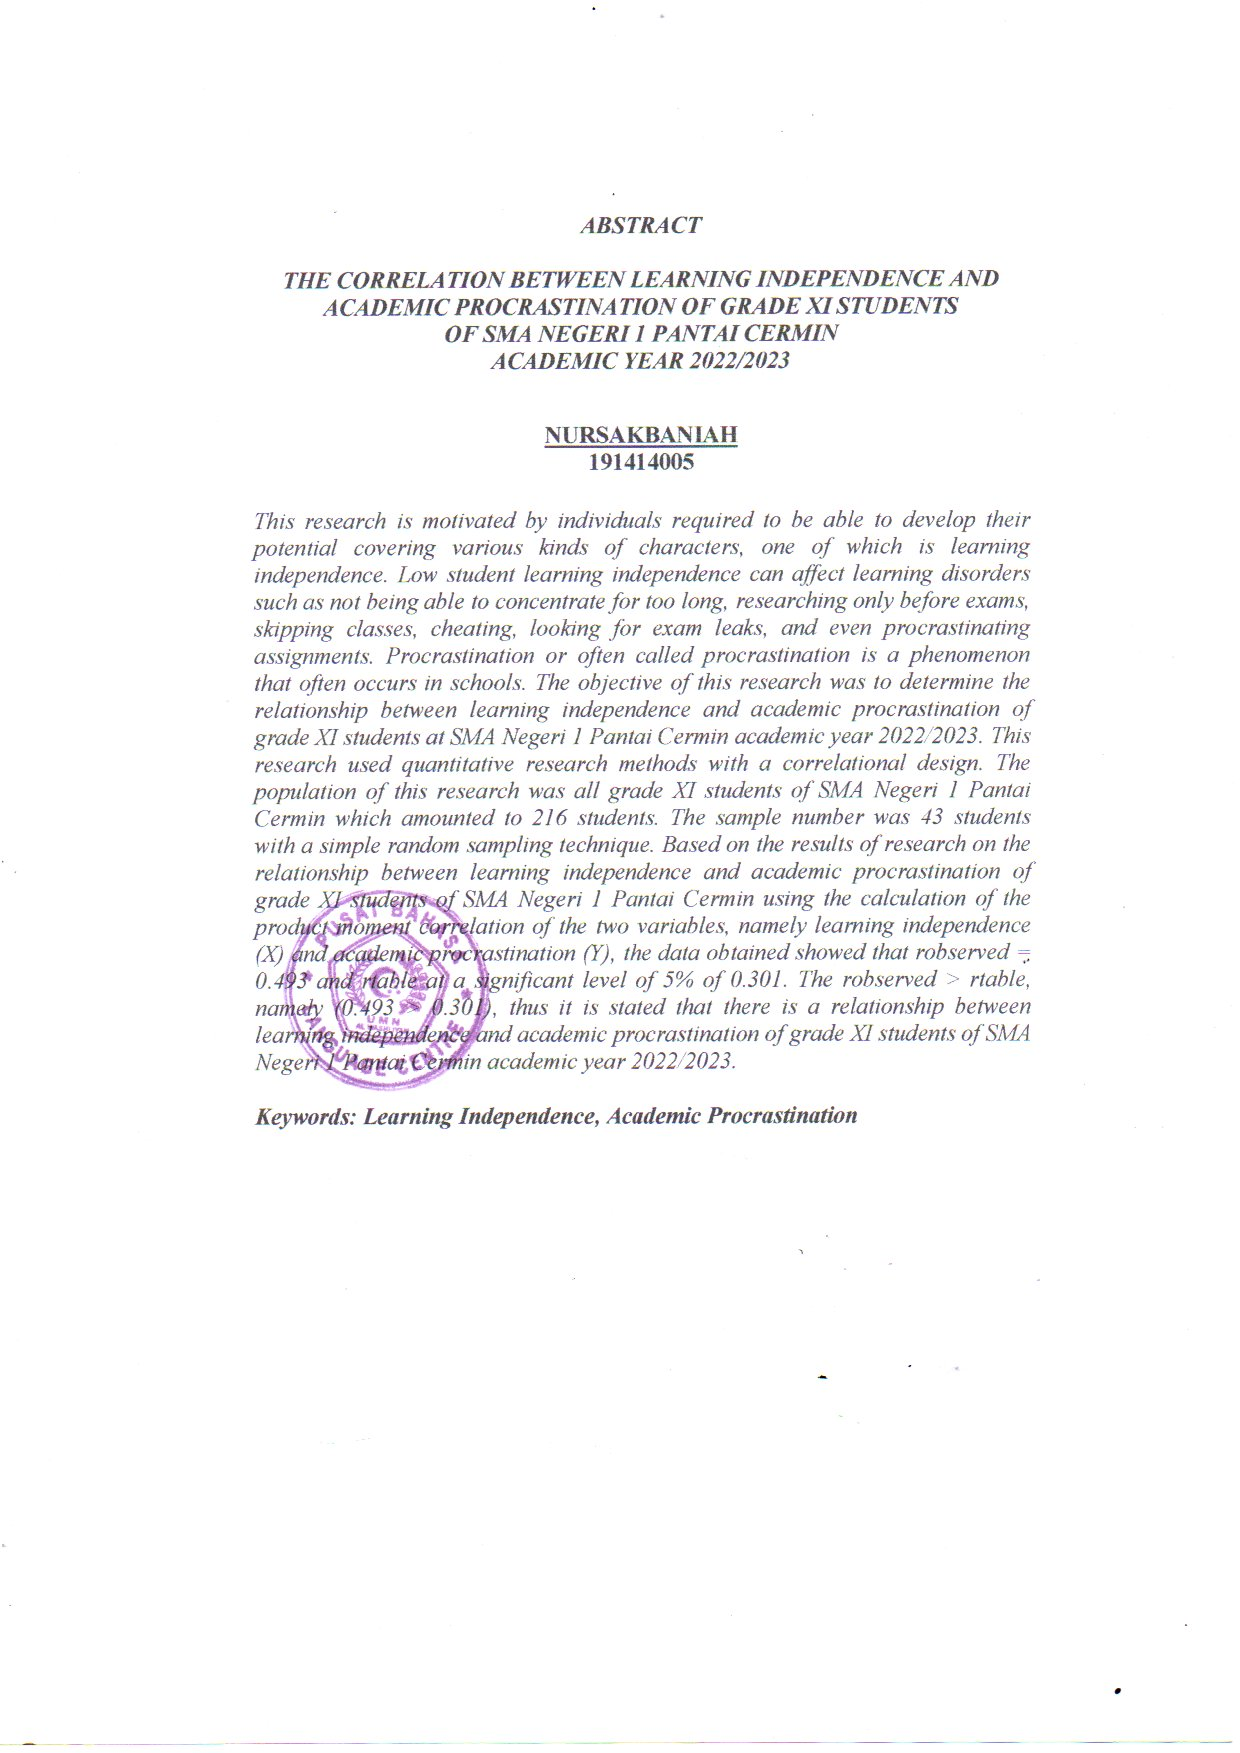 ABSTRACT
THE CORRELATION BETWEEN LEARNING INDEPENDENCE AND
ACADEMIC PROCRASTINATION OF GRADE XI STUDENTS
OF SMA NEGERI 1 PANTAI CERMIN
ACADEMIC YEAR 2022/2023
NURSAKBANIAH
191414005
This research is motivated by individuals required to be able to develop their
potential covering various kinds of characters, one of which is learning
independence. Low student learning independence can affect learning disorders
such as not being able to concentrate for too long, researching only before exams,
skipping classes, cheating, looking for exam leaks, and even procrastinating
assignments. Procrastination or often called procrastination is a phenomenon
that often occurs in schools. The objective of this research was to determine the
relationship between learning independence and academic procrastination of
grade XI students at SMA Negeri 1 Pantai Cermin academic year 2022/2023. This
research used quantitative research methods with a correlational design. The
population of this research was all grade XI students of SMA Negeri 1 Pantai
Cermin which amounted to 216 students. The sample number was 43 students
with a simple random sampling technique. Based on the results of research on the
relationship between learning independence and academic procrastination of
grade XI students of SMA Negeri 1 Pantai Cermin using the calculation of the
product moment correlation of the two variables, namely learning independence
(X) and academic procrastination (Y), the data obtained showed that robserved =
0.493 and rtable at a significant level of 5% of 0.301. The robserved > rtable,
namely (0.493 > 0.301), thus it is stated that there is a relationship between
learning independence and academic procrastination of grade XI students of SMA
Negeri 1 Pantai Cermin academic year 2022/2023.
Keywords: Learning Independence, Academic Procrastination
PUSAT BAHASA
UMN
LANGUAGE CENTRE